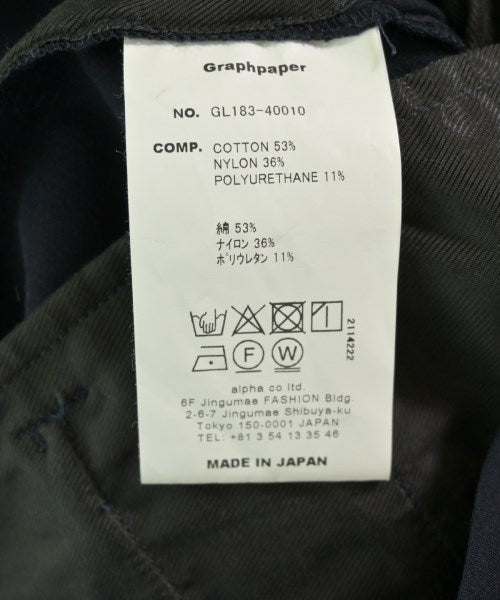 Graphpaper
NO. GL183-40010
COMP. COTTON 53%
NYLON 36%
POLYURETHANE 11%
綿 53%
ナイロン 36%
ポリウレタン 11%
F W
2114222
alpha co ltd.
6F Jingumae FASHION Bldg.
2-6-7 Jingumae Shibuya-ku
Tokyo 150-0001 JAPAN
TEL: +81 3 54 13 35 46
MADE IN JAPAN